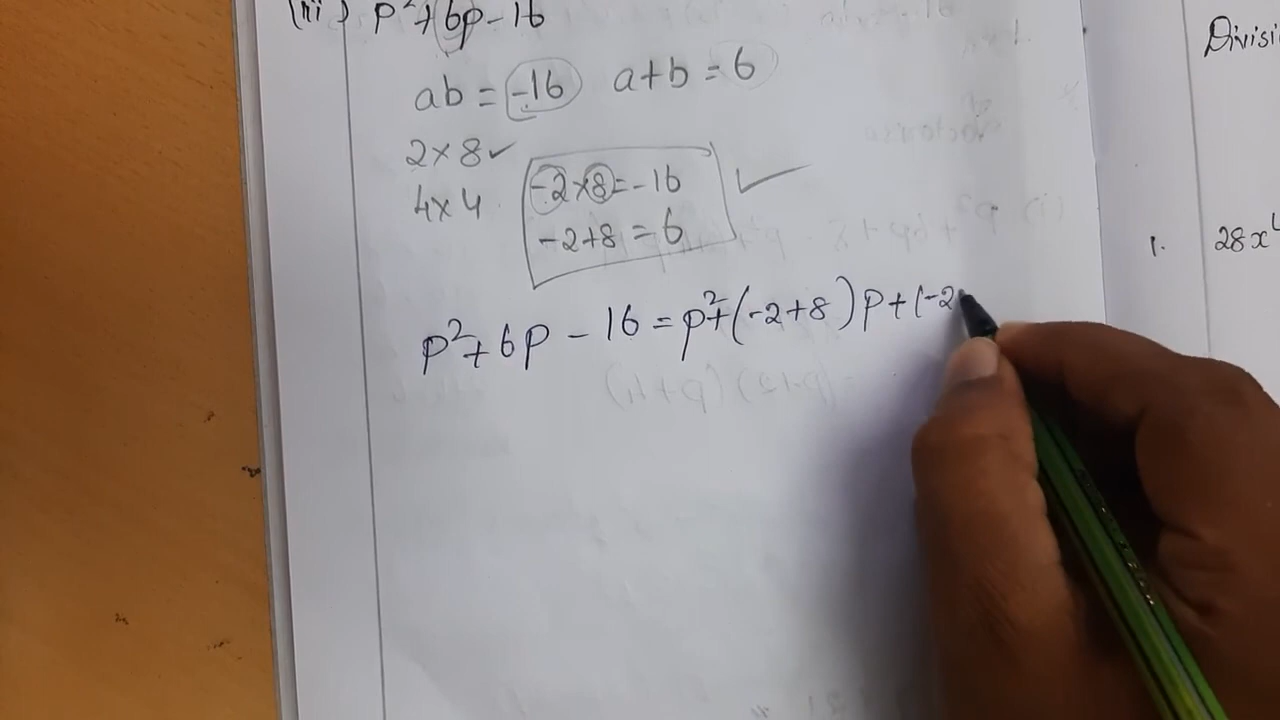 (iii) p²+6p-16
ab = -16 a+b = 6
2×8 ✓
4×4
-2×8=-16 ✓
-2+8 = 6
p²+6p-16=p²+(-2+8)p+(-2
Divisi
1. 28x⁴